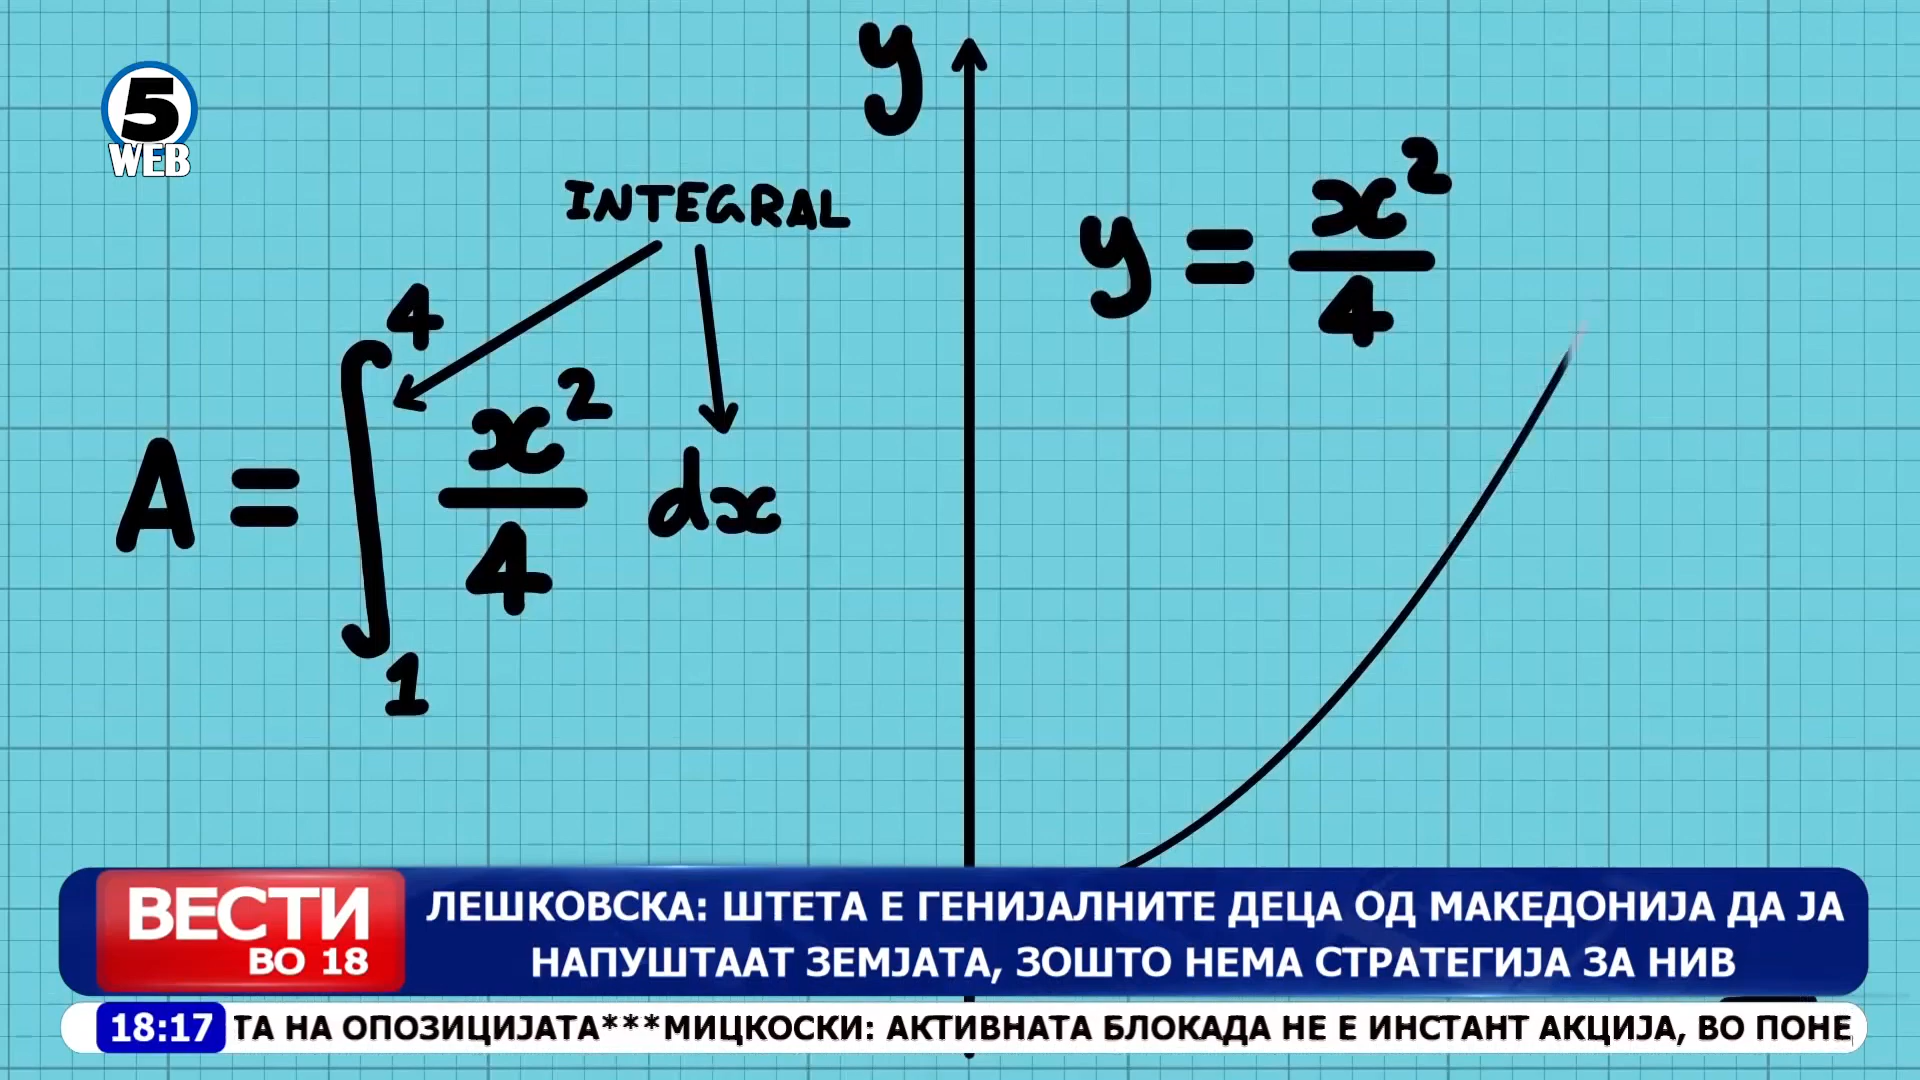 5
WEB
y
INTEGRAL
y = x²/4
A = ∫₁⁴ x²/4 dx
ВЕСТИ
ВО 18
ЛЕШКОВСКА: ШТЕТА Е ГЕНИЈАЛНИТЕ ДЕЦА ОД МАКЕДОНИЈА ДА ЈА
НАПУШТААТ ЗЕМЈАТА, ЗОШТО НЕМА СТРАТЕГИЈА ЗА НИВ
18:17 ТА НА ОПОЗИЦИЈАТА***МИЦКОСКИ: АКТИВНАТА БЛОКАДА НЕ Е ИНСТАНТ АКЦИЈА, ВО ПОНЕ